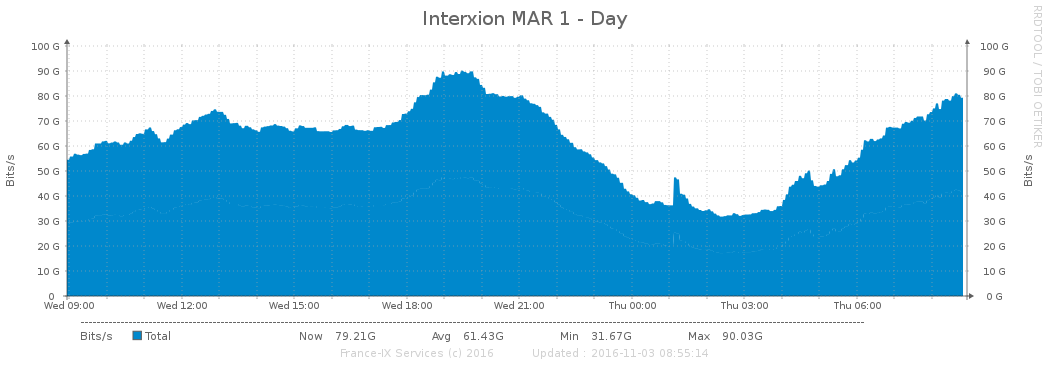 Interxion MAR 1 - Day
RRDTOOL / TOBI OETIKER
Bits/s
100 G 100 G
90 G 90 G
80 G 80 G
70 G 70 G
60 G 60 G
50 G 50 G
40 G 40 G
30 G 30 G
20 G 20 G
10 G 10 G
0 0 G
Bits/s
Wed 09:00 Wed 12:00 Wed 15:00 Wed 18:00 Wed 21:00 Thu 00:00 Thu 03:00 Thu 06:00
Bits/s Total Now 79.21G Avg 61.43G Min 31.67G Max 90.03G
France-IX Services (c) 2016 Updated : 2016-11-03 08:55:14